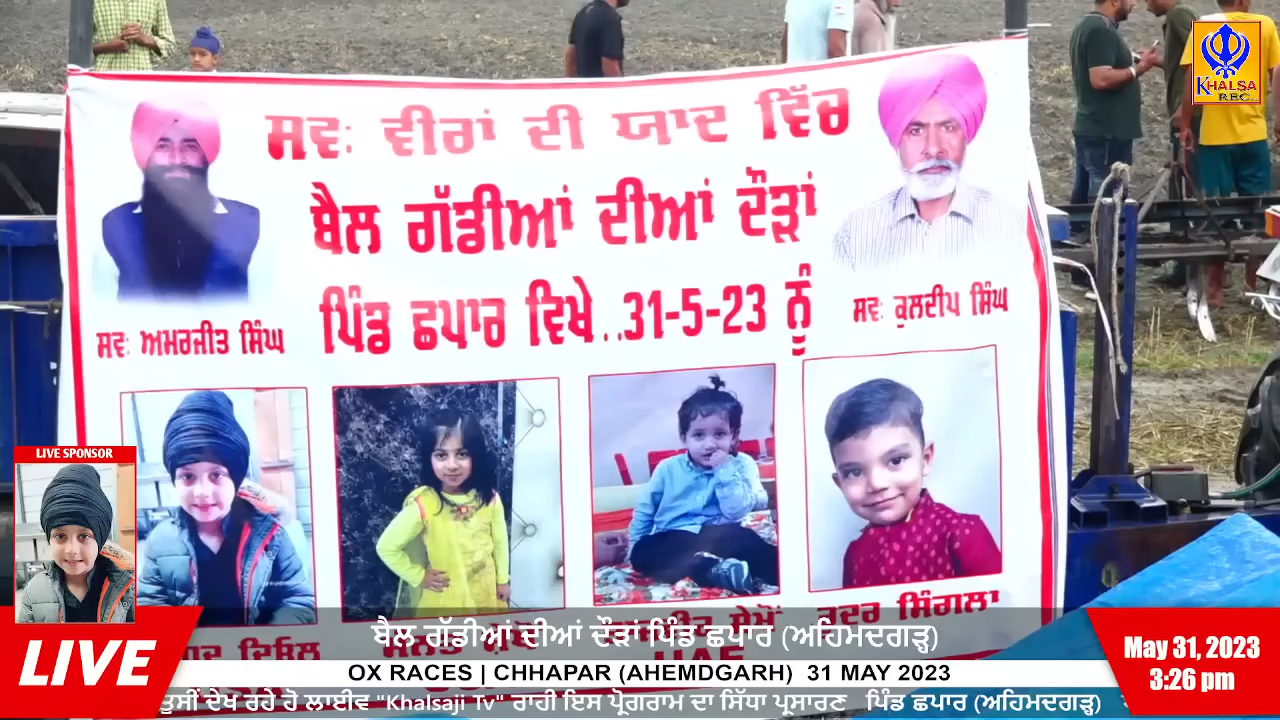 KHALSA
REC
ਸਵ: ਵੀਰਾਂ ਦੀ ਯਾਦ ਵਿੱਚ
ਬੈਲ ਗੱਡੀਆਂ ਦੀਆਂ ਦੌੜਾਂ
ਪਿੰਡ ਛਪਾਰ ਵਿਖੇ..31-5-23 ਨੂੰ
ਸਵ: ਅਮਰਜੀਤ ਸਿੰਘ
ਸਵ: ਕੁਲਦੀਪ ਸਿੰਘ
LIVE SPONSOR
ਸਿੰਗਲਾ
UAE
LIVE
ਬੈਲ ਗੱਡੀਆਂ ਦੀਆਂ ਦੌੜਾਂ ਪਿੰਡ ਛਪਾਰ (ਅਹਿਮਦਗੜ੍ਹ)
OX RACES | CHHAPAR (AHEMDGARH) 31 MAY 2023
ਤੁਸੀਂ ਦੇਖ ਰਹੇ ਹੋ ਲਾਈਵ "Khalsaji Tv" ਰਾਹੀ ਇਸ ਪ੍ਰੋਗਰਾਮ ਦਾ ਸਿੱਧਾ ਪ੍ਰਸਾਰਣ ਪਿੰਡ ਛਪਾਰ (ਅਹਿਮਦਗੜ੍ਹ)
May 31, 2023
3:26 pm